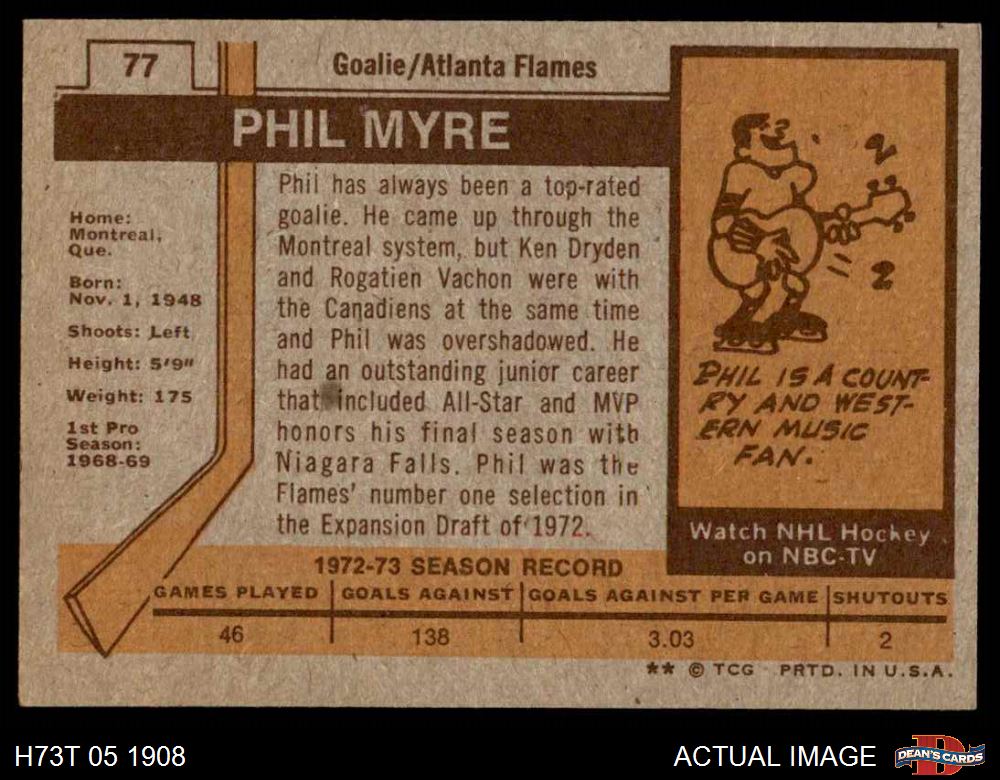 77
Goalie/Atlanta Flames
PHIL MYRE
Home:
Montreal,
Que.
Born:
Nov. 1, 1948
Shoots: Left
Height: 5'9"
Weight: 175
1st Pro
Season:
1968-69
Phil has always been a top-rated
goalie. He came up through the
Montreal system, but Ken Dryden
and Rogatien Vachon were with
the Canadiens at the same time
and Phil was overshadowed. He
had an outstanding junior career
that included All-Star and MVP
honors his final season with
Niagara Falls. Phil was the
Flames' number one selection in
the Expansion Draft of 1972.
PHIL IS A COUNT-
RY AND WEST-
ERN MUSIC
FAN.
Watch NHL Hockey
on NBC-TV
1972-73 SEASON RECORD
GAMES PLAYED GOALS AGAINST GOALS AGAINST PER GAME SHUTOUTS
46 138 3.03 2
** © TCG PRTD. IN U.S.A.
H73T 05 1908
ACTUAL IMAGE
D
DEAN'S CARDS